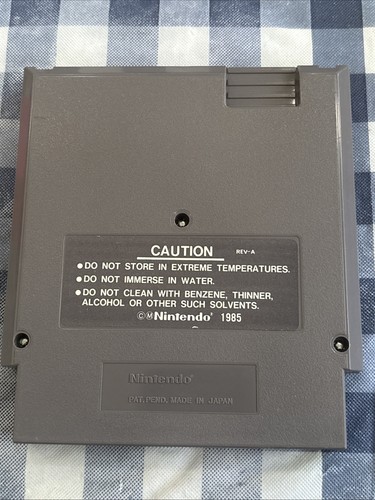 CAUTION REV-A
●DO NOT STORE IN EXTREME TEMPERATURES.
●DO NOT IMMERSE IN WATER.
●DO NOT CLEAN WITH BENZENE, THINNER,
ALCOHOL OR OTHER SUCH SOLVENTS.
©ⓂNintendo® 1985
Nintendo®
PAT. PEND. MADE IN JAPAN